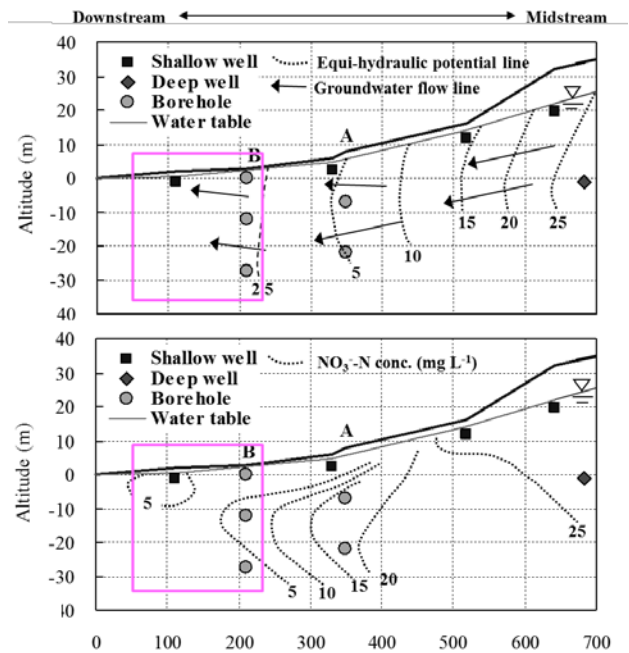 Downstream Midstream
40
30
20
10
0
-10
-20
-30
40
Altitude (m)
Shallow well
Deep well
Borehole
Water table
Equi-hydraulic potential line
Groundwater flow line
B
A
2.5
5
10
15
20
25
40
30
20
10
0
-10
-20
-30
40
Altitude (m)
Shallow well
Deep well
Borehole
Water table
NO₃⁻-N conc. (mg L⁻¹)
B
A
5
5
10
15
20
25
0 100 200 300 400 500 600 700